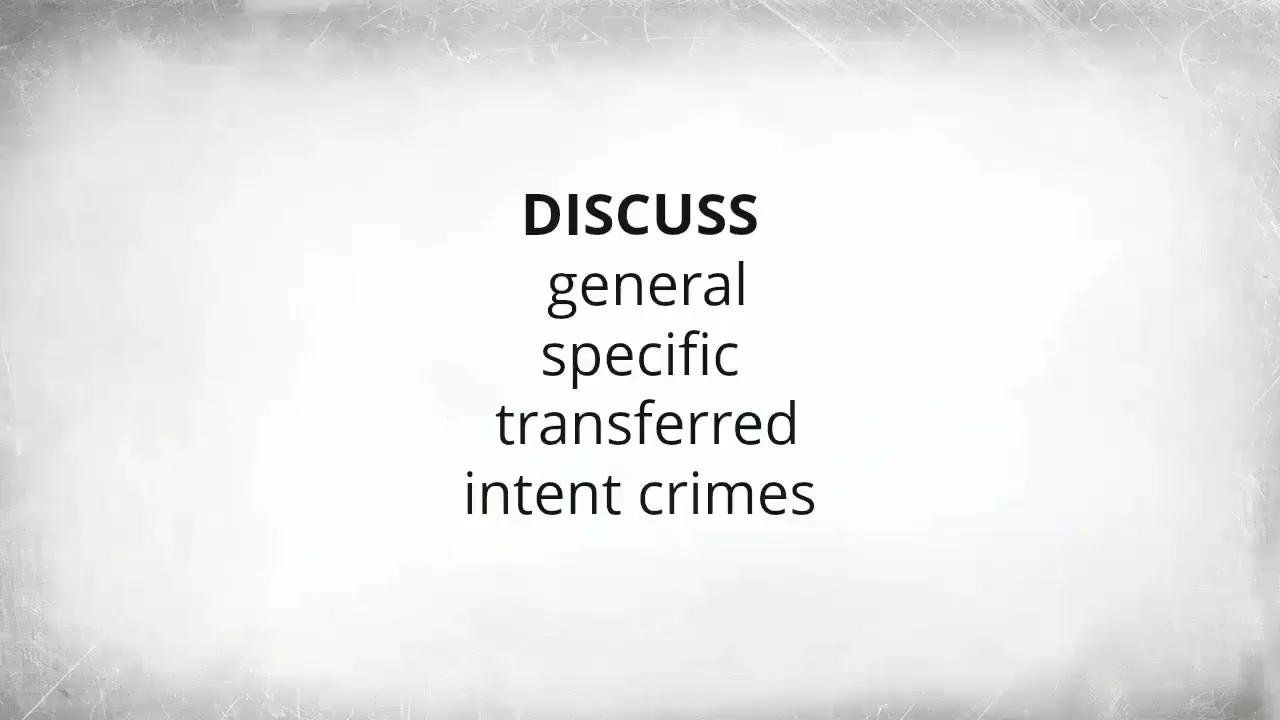 DISCUSS
general
specific
transferred
intent crimes